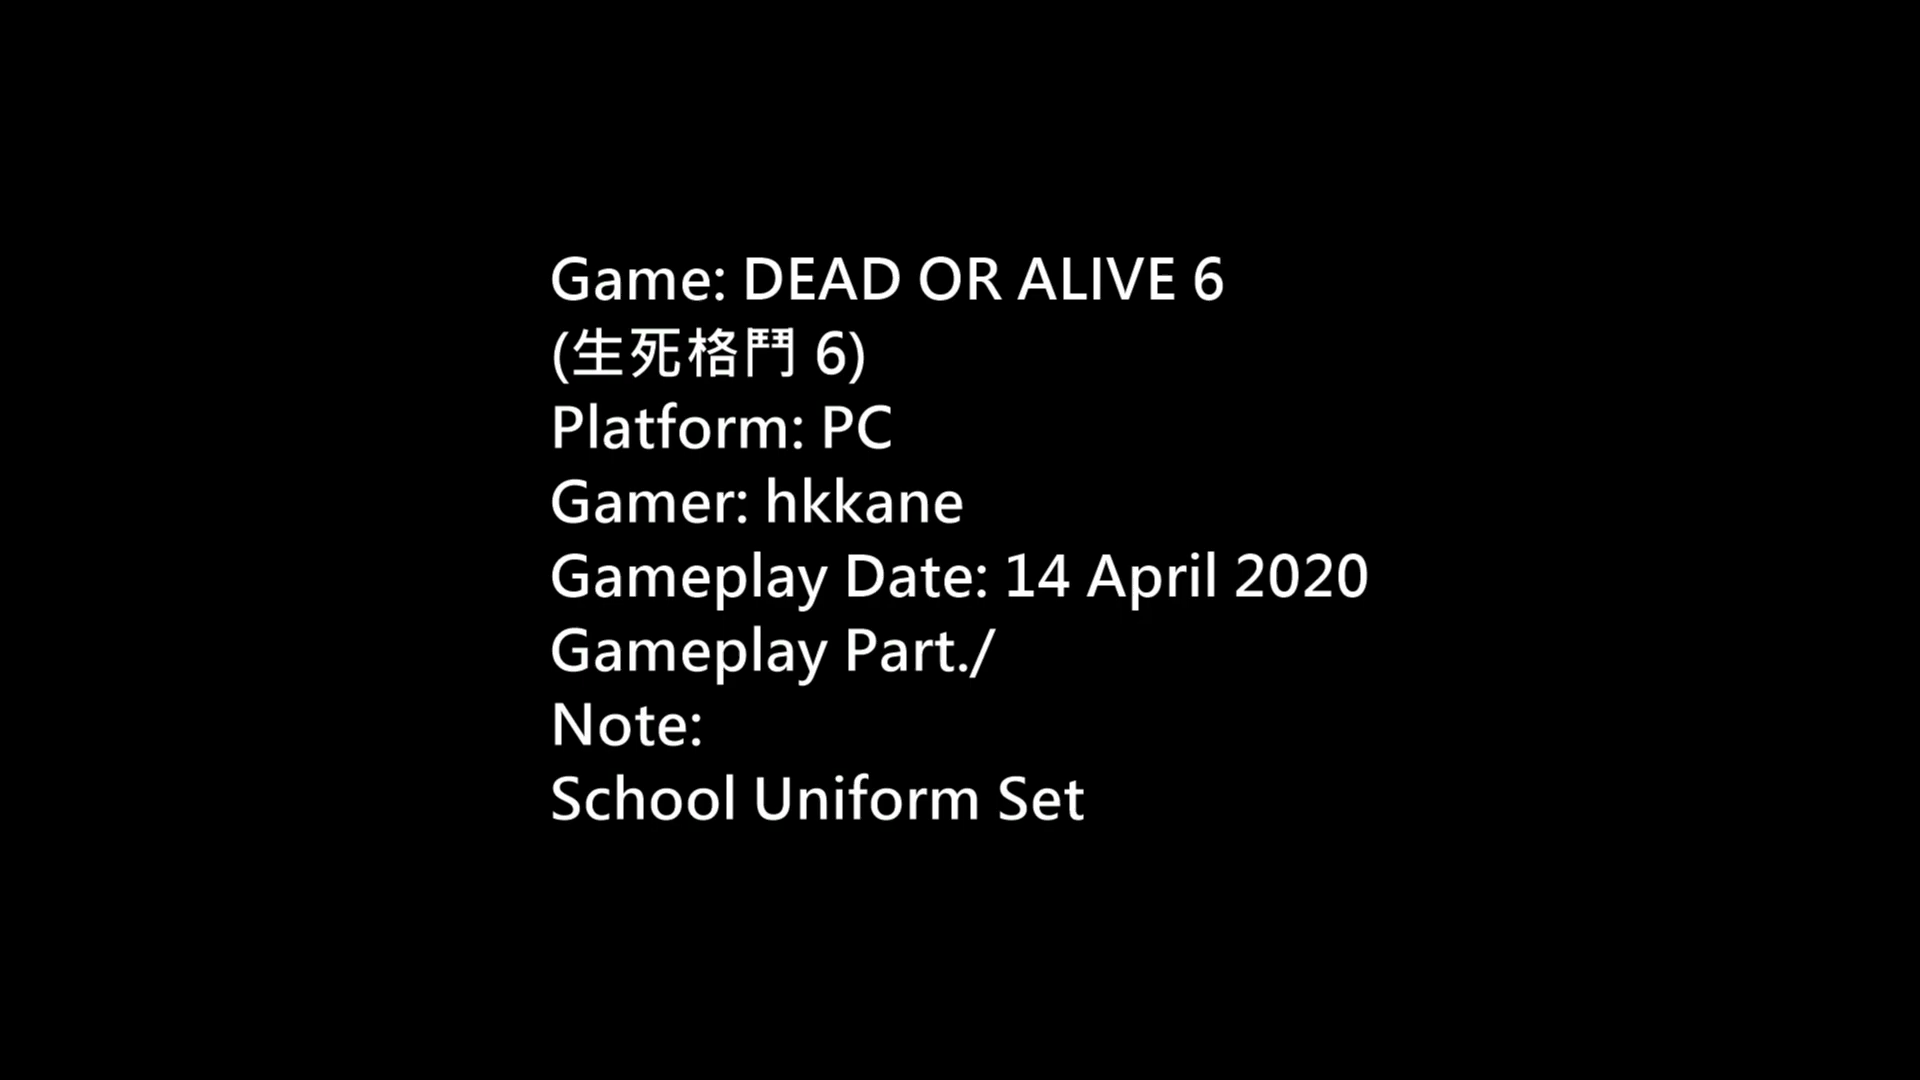 Game: DEAD OR ALIVE 6
(生死格鬥 6)
Platform: PC
Gamer: hkkane
Gameplay Date: 14 April 2020
Gameplay Part./
Note:
School Uniform Set